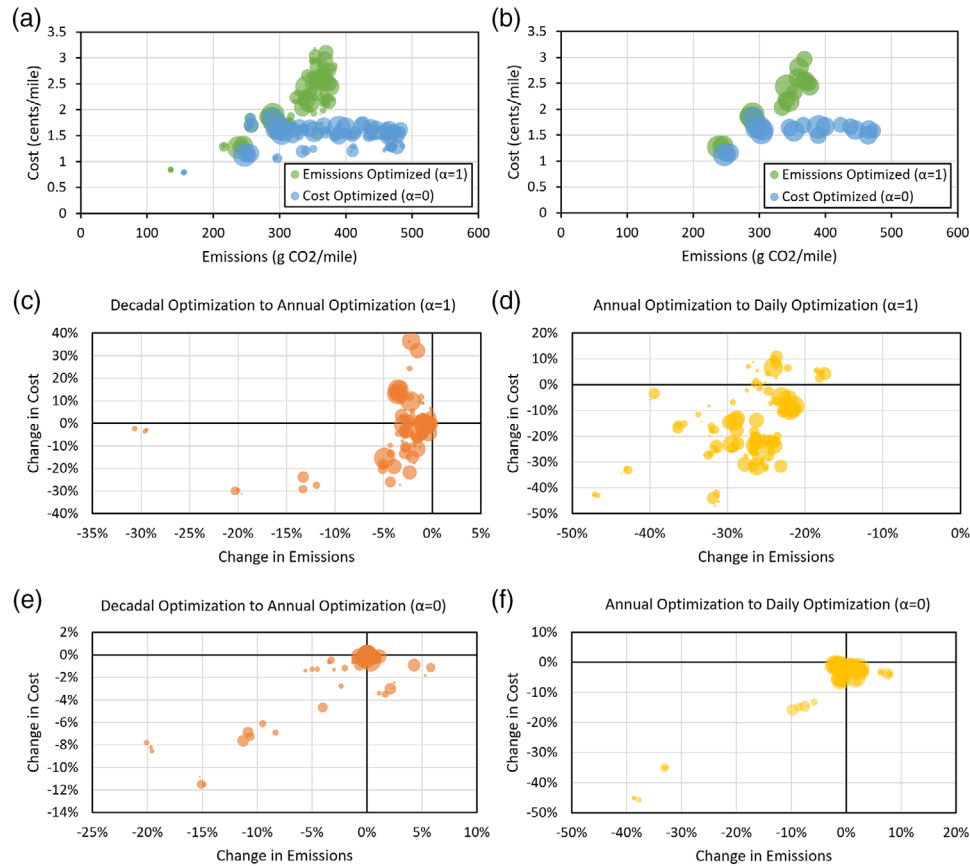 (a)
3.5
3
2.5
2
1.5
1
0.5
0
Cost (cents/mile)
Emissions Optimized (α=1)
Cost Optimized (α=0)
0 100 200 300 400 500 600
Emissions (g CO2/mile)
(b)
3.5
3
2.5
2
1.5
1
0.5
0
Cost (cents/mile)
Emissions Optimized (α=1)
Cost Optimized (α=0)
0 100 200 300 400 500 600
Emissions (g CO2/mile)
(c)
Decadal Optimization to Annual Optimization (α=1)
40%
30%
20%
10%
0%
-10%
-20%
-30%
-40%
Change in Cost
-35% -30% -25% -20% -15% -10% -5% 0% 5%
Change in Emissions
(d)
Annual Optimization to Daily Optimization (α=1)
20%
10%
0%
-10%
-20%
-30%
-40%
-50%
Change in Cost
-50% -40% -30% -20% -10% 0%
Change in Emissions
(e)
Decadal Optimization to Annual Optimization (α=0)
2%
0%
-2%
-4%
-6%
-8%
-10%
-12%
-14%
Change in Cost
-25% -20% -15% -10% -5% 0% 5% 10%
Change in Emissions
(f)
Annual Optimization to Daily Optimization (α=0)
10%
0%
-10%
-20%
-30%
-40%
-50%
Change in Cost
-50% -40% -30% -20% -10% 0% 10% 20%
Change in Emissions